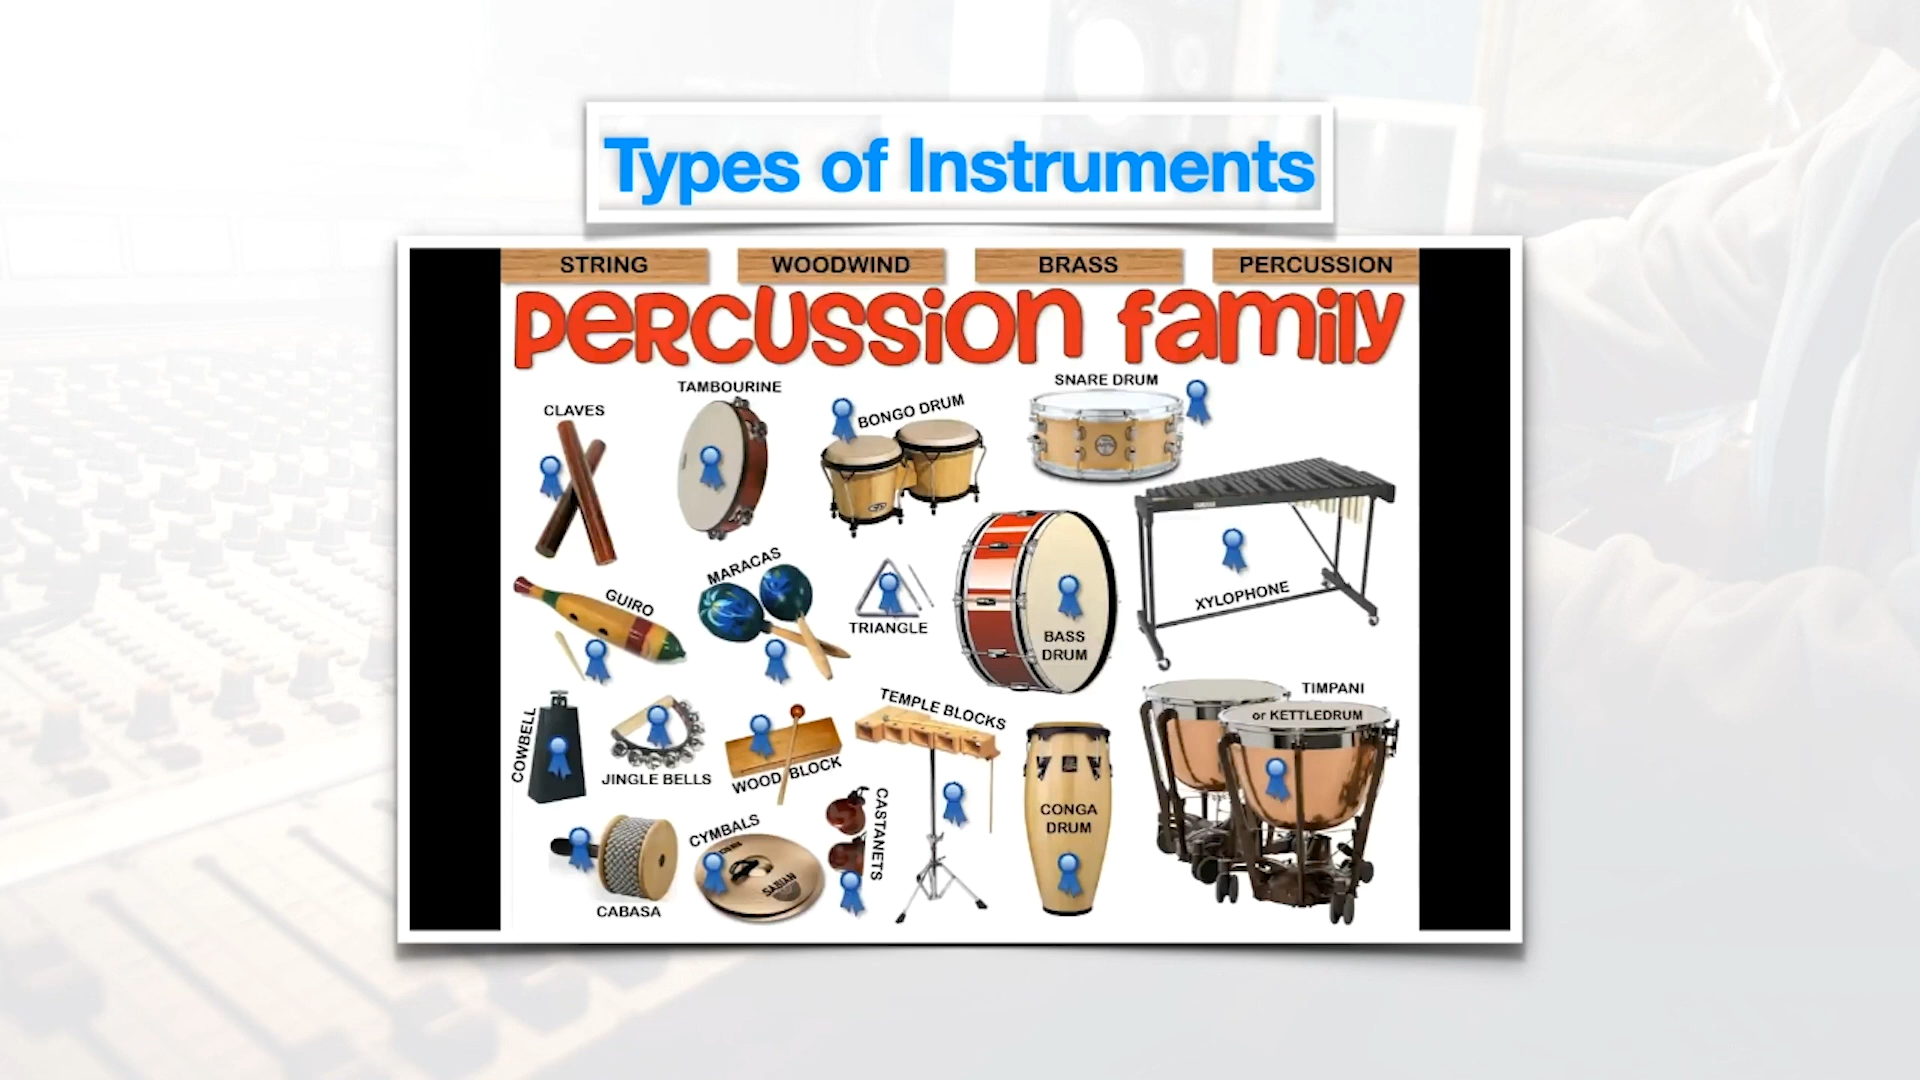 Types of Instruments
STRING
WOODWIND
BRASS
PERCUSSION
PERCUSSION family
CLAVES
TAMBOURINE
BONGO DRUM
SNARE DRUM
GUIRO
MARACAS
TRIANGLE
BASS
DRUM
XYLOPHONE
COWBELL
JINGLE BELLS
WOOD BLOCK
TEMPLE BLOCKS
CONGA
DRUM
TIMPANI
or KETTLEDRUM
CABASA
CYMBALS
SABIAN
CASTANETS